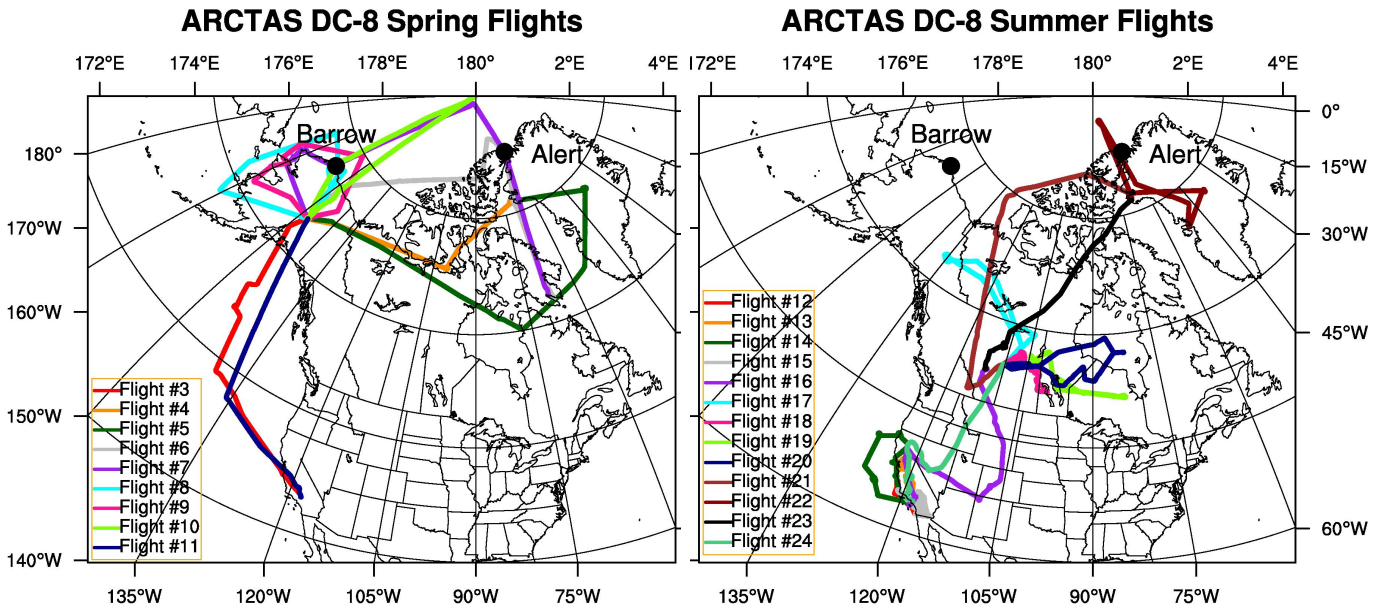 ARCTAS DC-8 Spring Flights
172°E 174°E 176°E 178°E 180° 2°E 4°E
180°
170°W
160°W
150°W
140°W
Barrow
Alert
Flight #3
Flight #4
Flight #5
Flight #6
Flight #7
Flight #8
Flight #9
Flight #10
Flight #11
135°W 120°W 105°W 90°W 75°W
ARCTAS DC-8 Summer Flights
172°E 174°E 176°E 178°E 180° 2°E 4°E
0°
15°W
30°W
45°W
60°W
Barrow
Alert
Flight #12
Flight #13
Flight #14
Flight #15
Flight #16
Flight #17
Flight #18
Flight #19
Flight #20
Flight #21
Flight #22
Flight #23
Flight #24
135°W 120°W 105°W 90°W 75°W